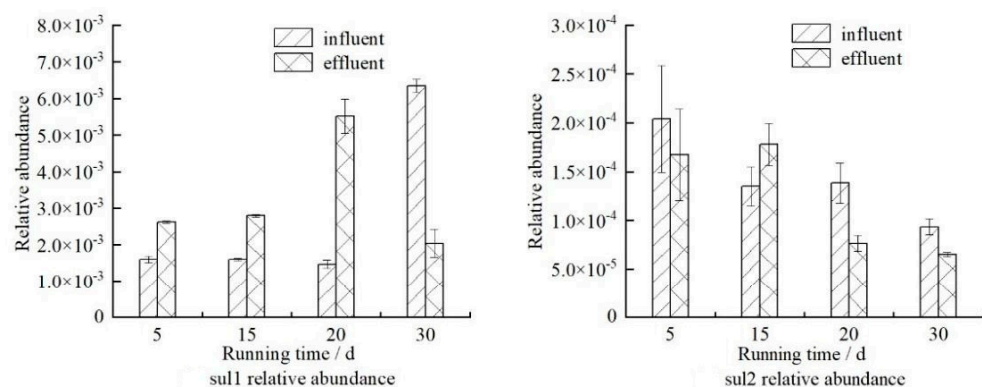 8.0×10⁻³
7.0×10⁻³
6.0×10⁻³
5.0×10⁻³
4.0×10⁻³
3.0×10⁻³
2.0×10⁻³
1.0×10⁻³
0
Relative abundance
influent
effluent
5 15 20 30
Running time / d
sul1 relative abundance
3.0×10⁻⁴
2.5×10⁻⁴
2.0×10⁻⁴
1.5×10⁻⁴
1.0×10⁻⁴
5.0×10⁻⁵
0
Relative abundance
influent
effluent
5 15 20 30
Running time / d
sul2 relative abundance